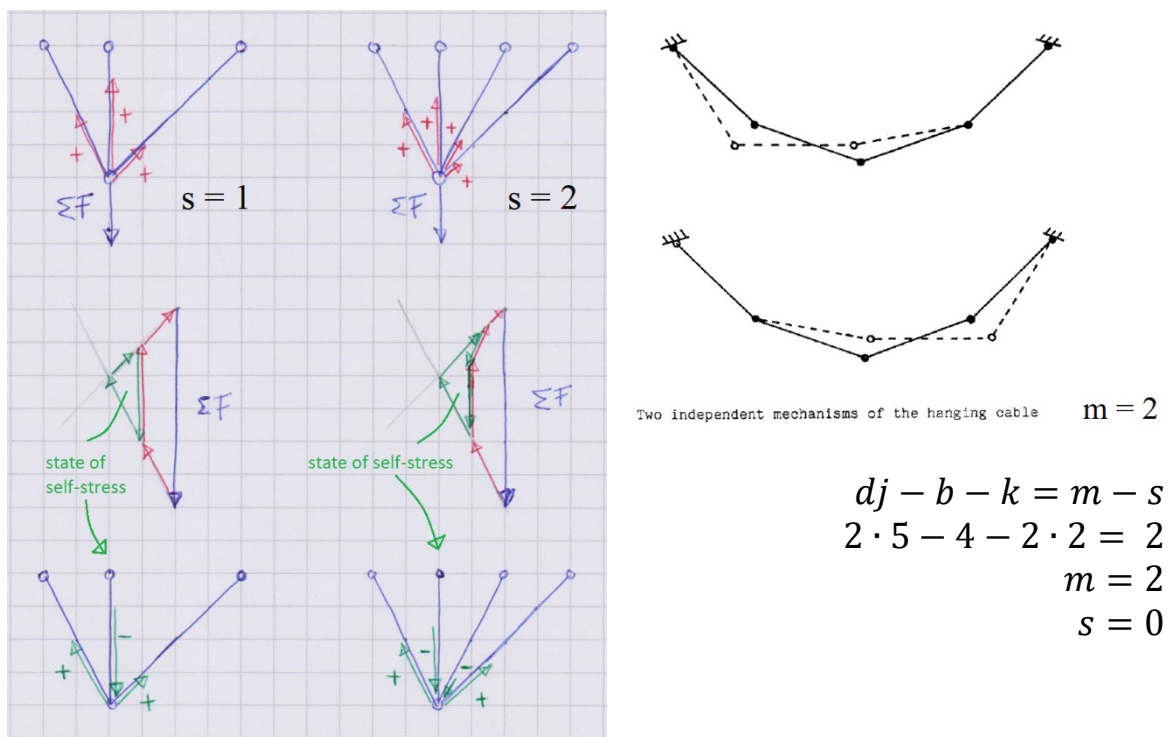 +
+
+
ΣF
s = 1
+
+
+
+
ΣF
s = 2
ΣF
state of
self-stress
ΣF
state of self-stress
+
-
+
+
-
-
+
Two independent mechanisms of the hanging cable
m = 2
dj − b − k = m − s
2 · 5 − 4 − 2 · 2 = 2
m = 2
s = 0